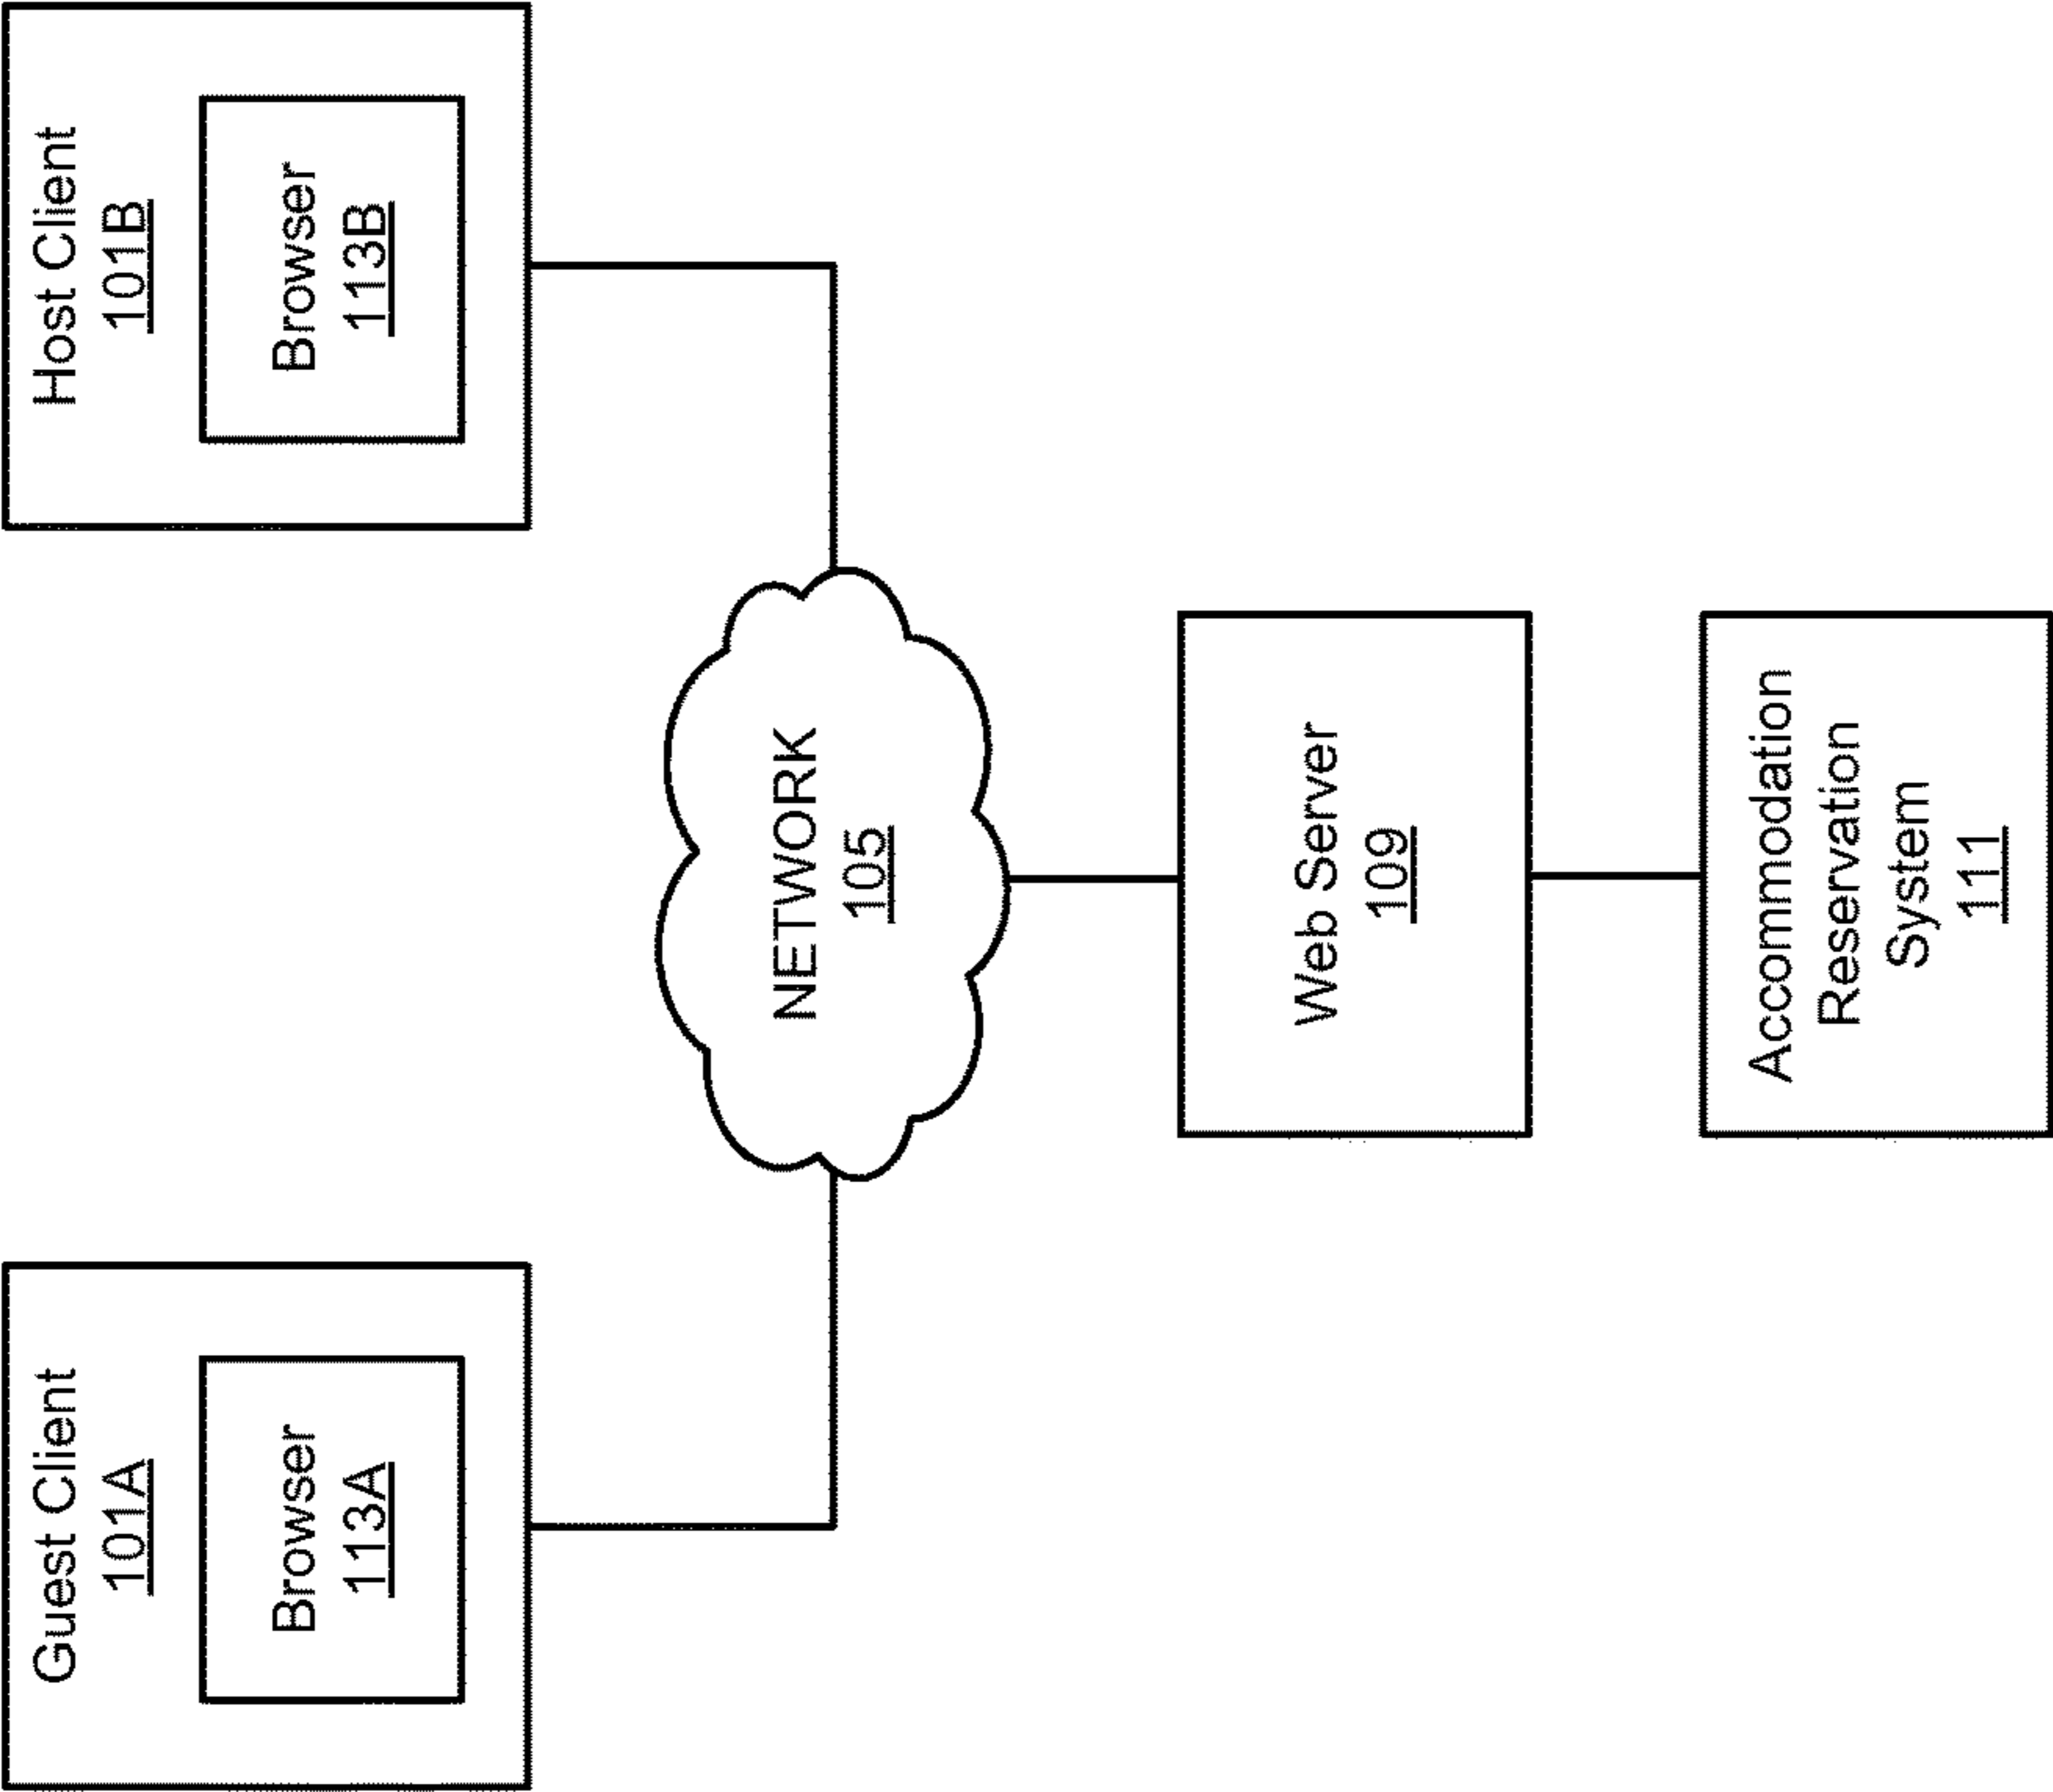 Guest Client
101A
Browser
113A
Host Client
101B
Browser
113B
NETWORK
105
Web Server
109
Accommodation
Reservation
System
111